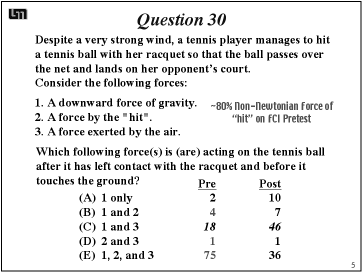 Question 30
Despite a very strong wind, a tennis player manages to hit
a tennis ball with her racquet so that the ball passes over
the net and lands on her opponent's court.
Consider the following forces:
1. A downward force of gravity.
2. A force by the "hit".
3. A force exerted by the air.
~80% Non-Newtonian Force of
"hit" on FCI Pretest
Which following force(s) is (are) acting on the tennis ball
after it has left contact with the racquet and before it
touches the ground?
Pre Post
(A) 1 only 2 10
(B) 1 and 2 4 7
(C) 1 and 3 18 46
(D) 2 and 3 1 1
(E) 1, 2, and 3 75 36
5